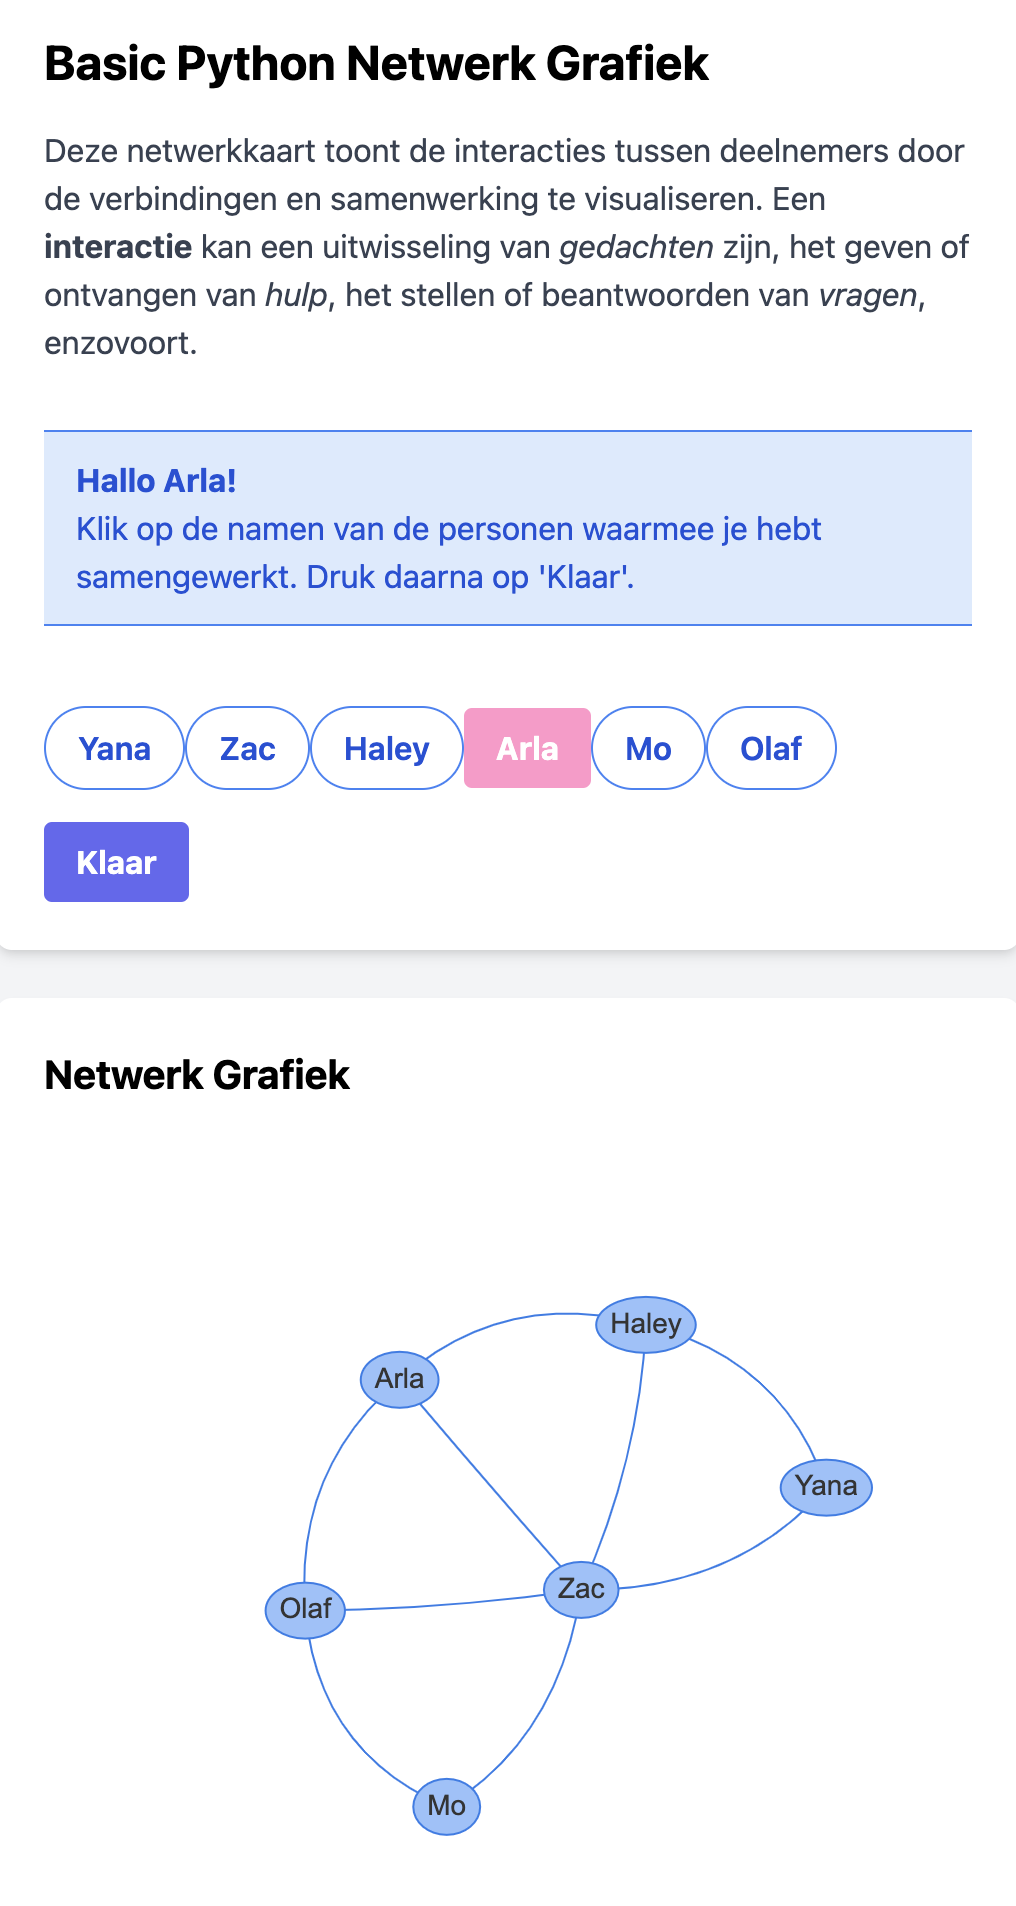 Basic Python Netwerk Grafiek
Deze netwerkkaart toont de interacties tussen deelnemers door
de verbindingen en samenwerking te visualiseren. Een
interactie kan een uitwisseling van gedachten zijn, het geven of
ontvangen van hulp, het stellen of beantwoorden van vragen,
enzovoort.
Hallo Arla!
Klik op de namen van de personen waarmee je hebt
samengewerkt. Druk daarna op 'Klaar'.
Yana Zac Haley Arla Mo Olaf
Klaar
Netwerk Grafiek
Haley
Arla
Yana
Zac
Olaf
Mo